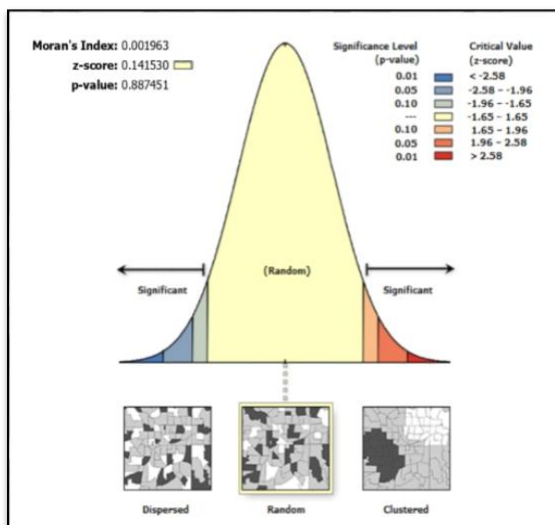 Moran's Index: 0.001963
z-score: 0.141530
p-value: 0.887451
Significance Level
(p-value)
Critical Value
(z-score)
0.01 < -2.58
0.05 -2.58 – -1.96
0.10 -1.96 – -1.65
--- -1.65 – 1.65
0.10 1.65 – 1.96
0.05 1.96 – 2.58
0.01 > 2.58
(Random)
Significant
Significant
Dispersed
Random
Clustered